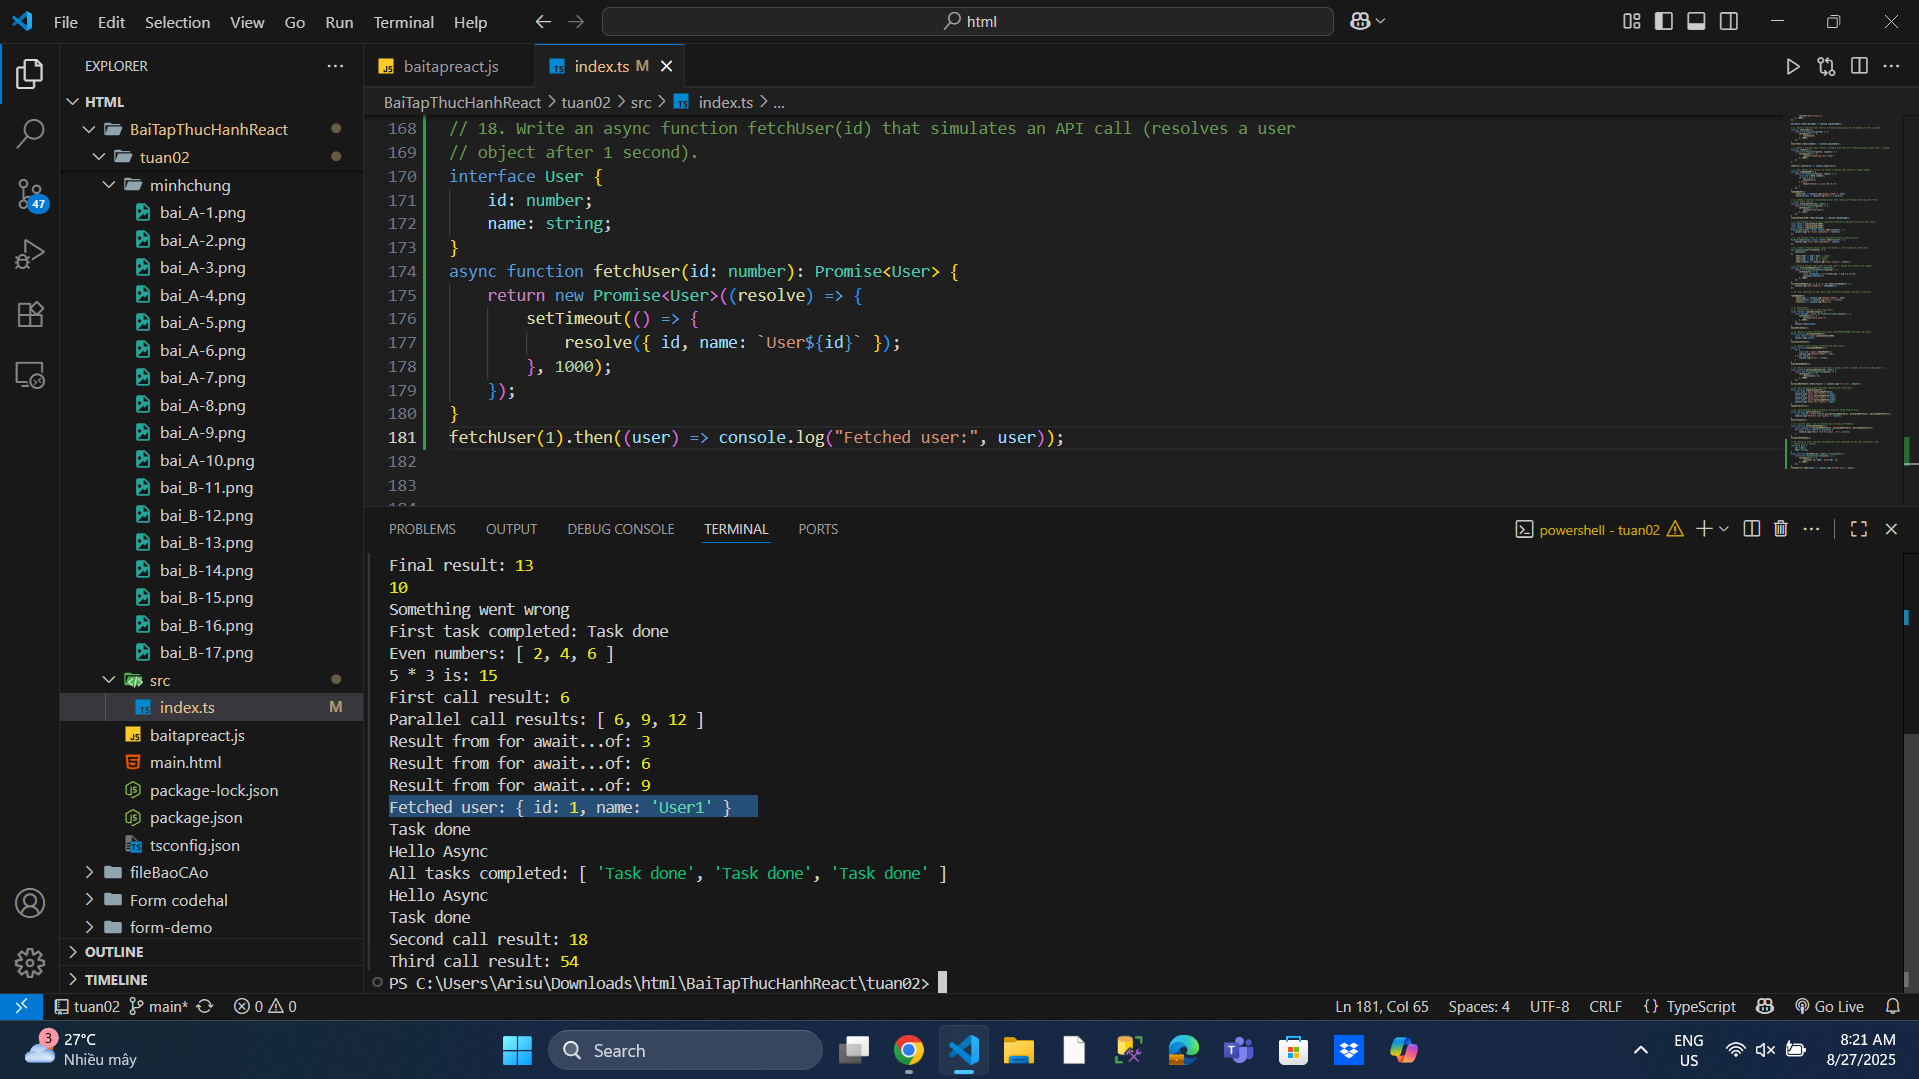 File Edit Selection View Go Run Terminal Help
html
EXPLORER
HTML
BaiTapThucHanhReact
tuan02
minhchung
bai_A-1.png
bai_A-2.png
bai_A-3.png
bai_A-4.png
bai_A-5.png
bai_A-6.png
bai_A-7.png
bai_A-8.png
bai_A-9.png
bai_A-10.png
bai_B-11.png
bai_B-12.png
bai_B-13.png
bai_B-14.png
bai_B-15.png
bai_B-16.png
bai_B-17.png
src
index.ts M
baitapreact.js
main.html
package-lock.json
package.json
tsconfig.json
fileBaoCAo
Form codehal
form-demo
OUTLINE
TIMELINE
47
baitapreact.js
index.ts M
BaiTapThucHanhReact > tuan02 > src > index.ts > ...
168 // 18. Write an async function fetchUser(id) that simulates an API call (resolves a user
169 // object after 1 second).
170 interface User {
171 id: number;
172 name: string;
173 }
174 async function fetchUser(id: number): Promise<User> {
175 return new Promise<User>((resolve) => {
176 setTimeout(() => {
177 resolve({ id, name: `User${id}` });
178 }, 1000);
179 });
180 }
181 fetchUser(1).then((user) => console.log("Fetched user:", user));
182
183
PROBLEMS OUTPUT DEBUG CONSOLE TERMINAL PORTS
powershell - tuan02
Final result: 13
10
Something went wrong
First task completed: Task done
Even numbers: [ 2, 4, 6 ]
5 * 3 is: 15
First call result: 6
Parallel call results: [ 6, 9, 12 ]
Result from for await...of: 3
Result from for await...of: 6
Result from for await...of: 9
Fetched user: { id: 1, name: 'User1' }
Task done
Hello Async
All tasks completed: [ 'Task done', 'Task done', 'Task done' ]
Hello Async
Task done
Second call result: 18
Third call result: 54
PS C:\Users\Arisu\Downloads\html\BaiTapThucHanhReact\tuan02>
tuan02 main* 0 0
Ln 181, Col 65 Spaces: 4 UTF-8 CRLF {} TypeScript Go Live
3
27°C
Nhiều mây
Search
ENG
US
8:21 AM
8/27/2025